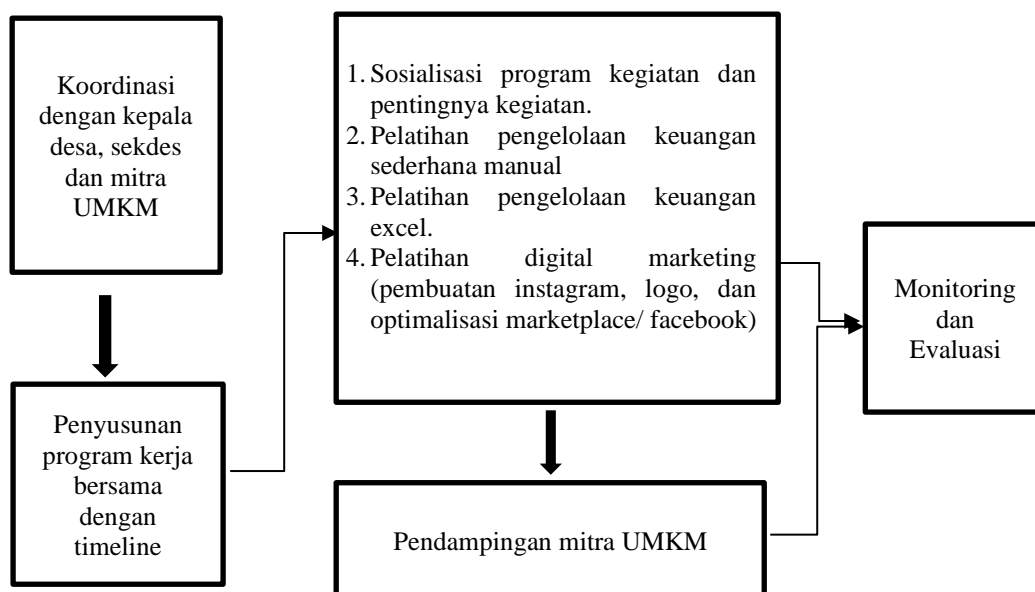 Koordinasi
dengan kepala
desa, sekdes
dan mitra
UMKM
Penyusunan
program kerja
bersama
dengan
timeline
1. Sosialisasi program kegiatan dan
pentingnya kegiatan.
2. Pelatihan pengelolaan keuangan
sederhana manual
3. Pelatihan pengelolaan keuangan
excel.
4. Pelatihan digital marketing
(pembuatan instagram, logo, dan
optimalisasi marketplace/ facebook)
Pendampingan mitra UMKM
Monitoring
dan
Evaluasi